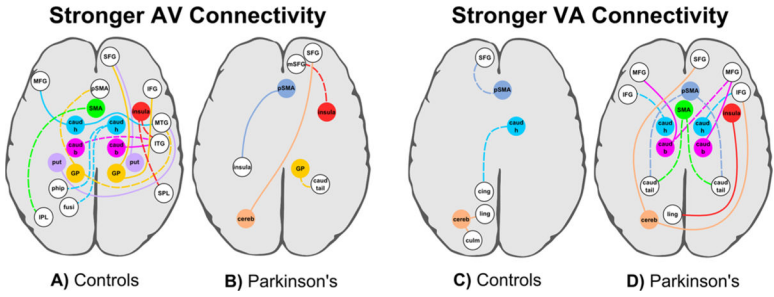 Stronger AV Connectivity
Stronger VA Connectivity
SFG
MFG
pSMA
IFG
SMA
insula
caud h
caud h
MTG
ITG
caud b
caud b
put
put
GP
GP
phip
fusi
IPL
SPL
SFG
mSFG
pSMA
insula
insula
GP
caud tail
cereb
SFG
pSMA
caud h
cing
cereb
ling
culm
SFG
MFG
MFG
IFG
pSMA
IFG
SMA
insula
caud h
caud h
caud b
caud b
caud tail
caud tail
cereb
ling
A) Controls
B) Parkinson's
C) Controls
D) Parkinson's